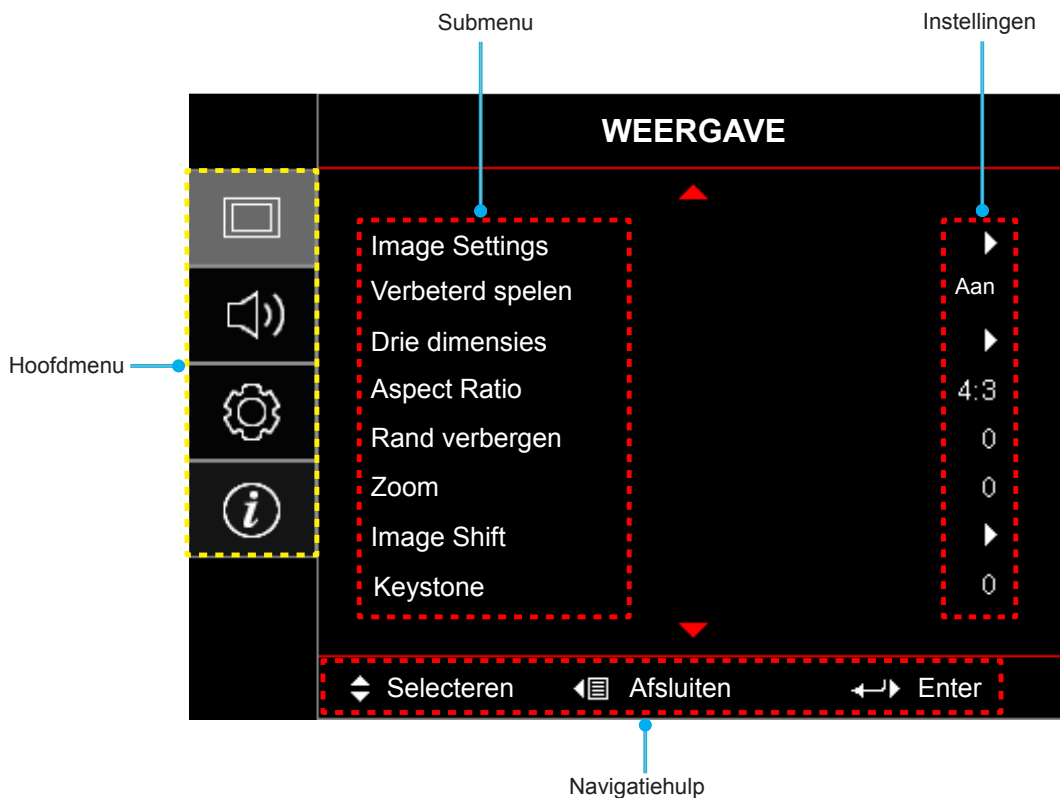 Submenu
Instellingen
WEERGAVE
Image Settings
Verbeterd spelen Aan
Drie dimensies
Hoofdmenu
Aspect Ratio 4:3
Rand verbergen 0
Zoom 0
Image Shift
Keystone 0
Selecteren Afsluiten Enter
Navigatiehulp